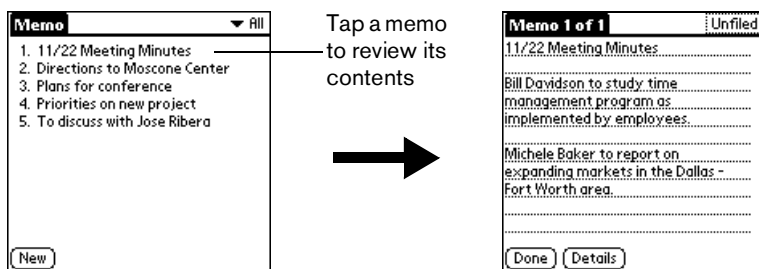 Memo
All
1. 11/22 Meeting Minutes
2. Directions to Moscone Center
3. Plans for conference
4. Priorities on new project
5. To discuss with Jose Ribera
New
Tap a memo
to review its
contents
Memo 1 of 1
Unfiled
11/22 Meeting Minutes
Bill Davidson to study time
management program as
implemented by employees.
Michele Baker to report on
expanding markets in the Dallas -
Fort Worth area.
Done
Details